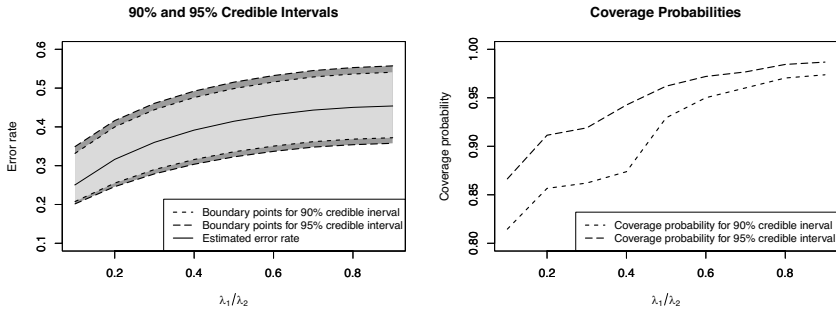 90% and 95% Credible Intervals
Error rate
0.6
0.5
0.4
0.3
0.2
0.1
Boundary points for 90% credible inerval
Boundary points for 95% credible interval
Estimated error rate
0.2 0.4 0.6 0.8
λ1/λ2
Coverage Probabilities
Coverage probability
1.00
0.95
0.90
0.85
0.80
Coverage probability for 90% credible inerval
Coverage probability for 95% credible interval
0.2 0.4 0.6 0.8
λ1/λ2